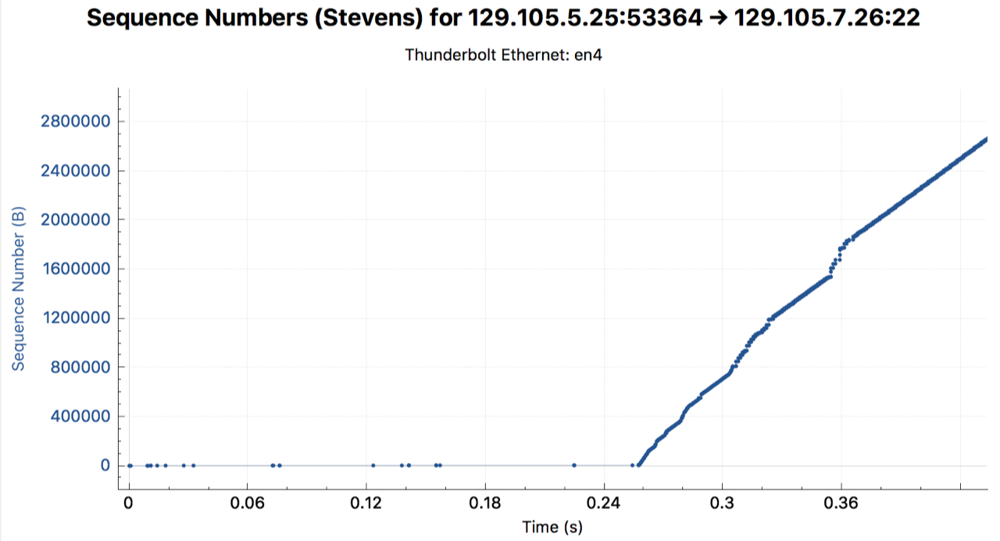 Sequence Numbers (Stevens) for 129.105.5.25:53364 → 129.105.7.26:22
Thunderbolt Ethernet: en4
Sequence Number (B)
2800000
2400000
2000000
1600000
1200000
800000
400000
0
0 0.06 0.12 0.18 0.24 0.3 0.36
Time (s)